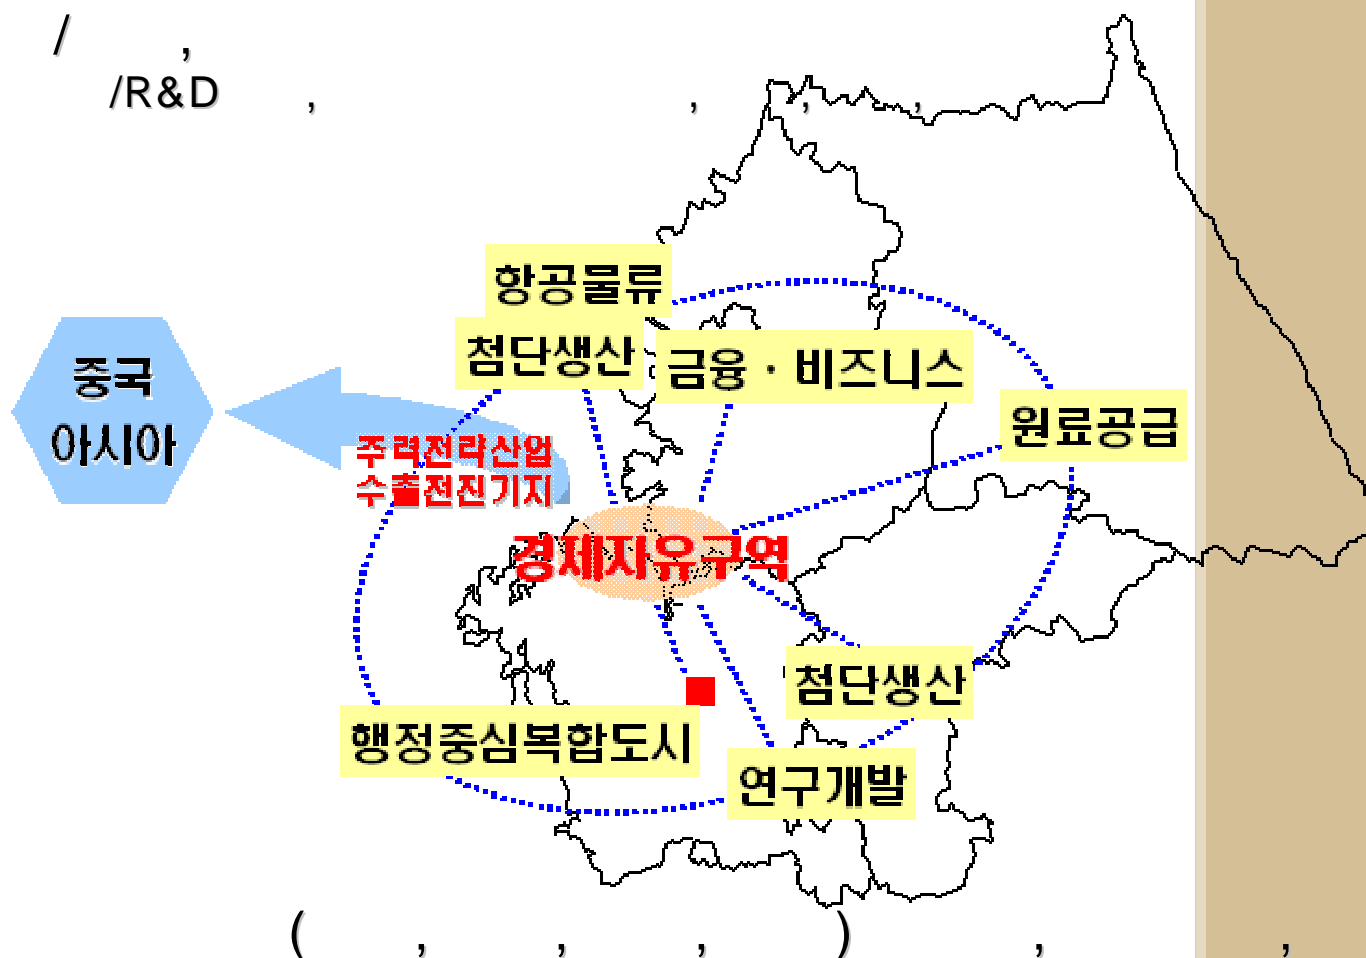 / ,
/R&D , , , ,
항공물류
첨단생산
금융 · 비즈니스
중국
아시아
원료공급
주력전략산업
수출전진기지
경제자유구역
첨단생산
행정중심복합도시
연구개발
( , , , ) , ,